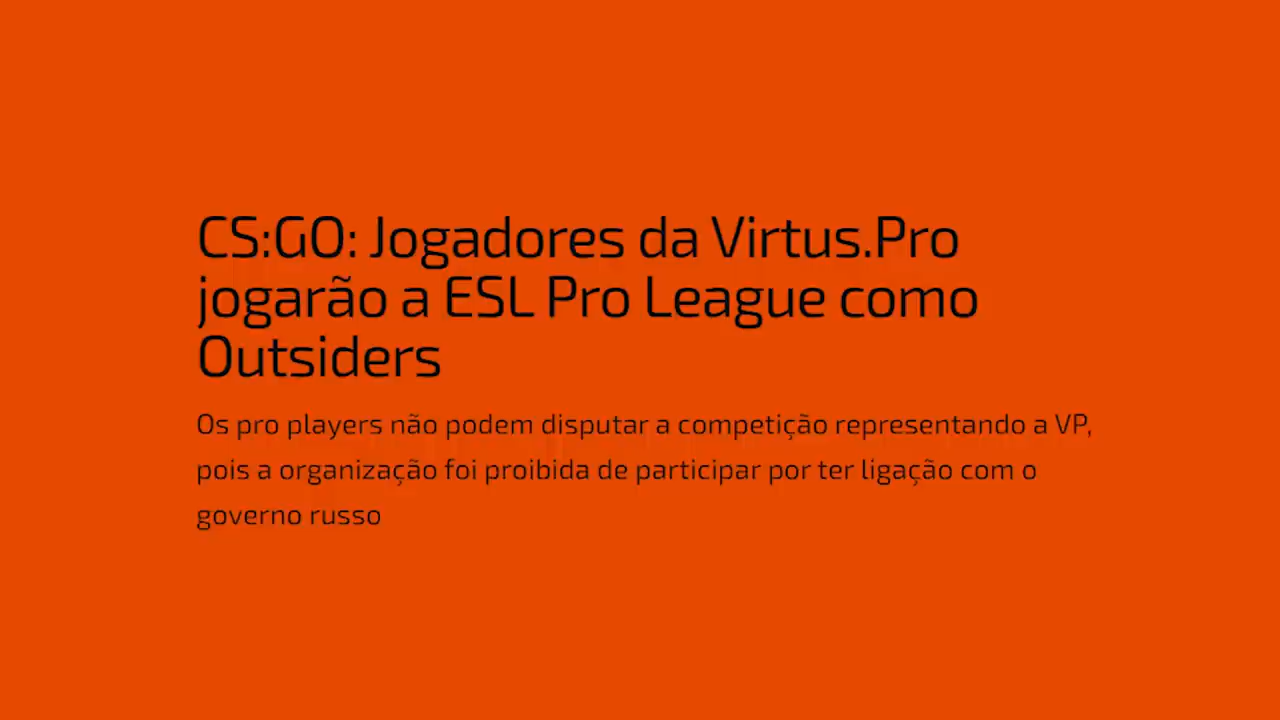 CS:GO: Jogadores da Virtus.Pro
jogarão a ESL Pro League como
Outsiders
Os pro players não podem disputar a competição representando a VP,
pois a organização foi proibida de participar por ter ligação com o
governo russo